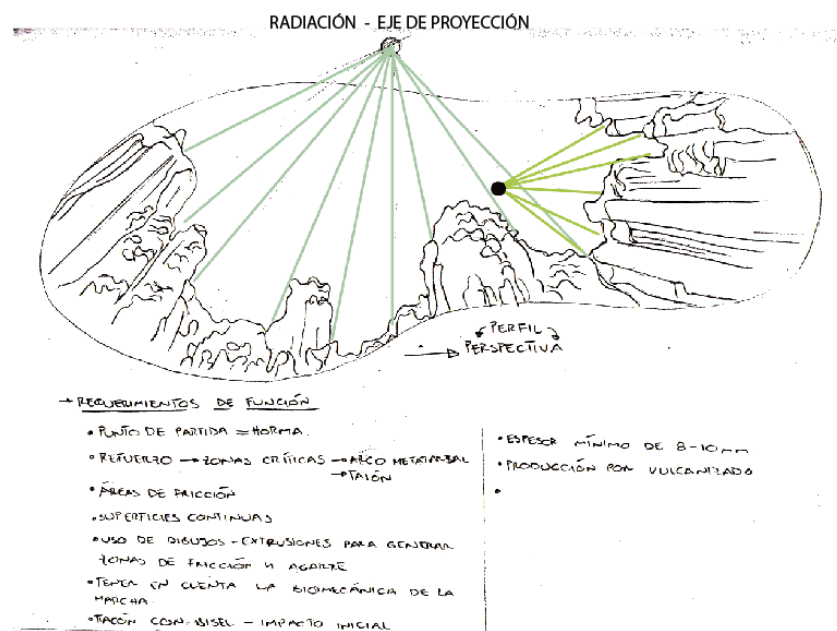 RADIACIÓN - EJE DE PROYECCIÓN
PERFIL
PERSPECTIVA
→ REQUERIMIENTOS DE FUNCIÓN
• PUNTO DE PARTIDA = HORMA.
• REFUERZO → ZONAS CRÍTICAS → ARCO METATARSAL
→ TALÓN
• ÁREAS DE FRICCIÓN
• SUPERFICIES CONTINUAS
• USO DE DIBUJOS - EXTRUSIONES PARA GENERAR
ZONAS DE FRICCIÓN Y AGARRE
• TENER EN CUENTA LA BIOMECÁNICA DE LA
MARCHA.
• TACÓN CON BISEL - IMPACTO INICIAL
• ESPESOR MÍNIMO DE 8-10mm
• PRODUCCIÓN POR VULCANIZADO
•